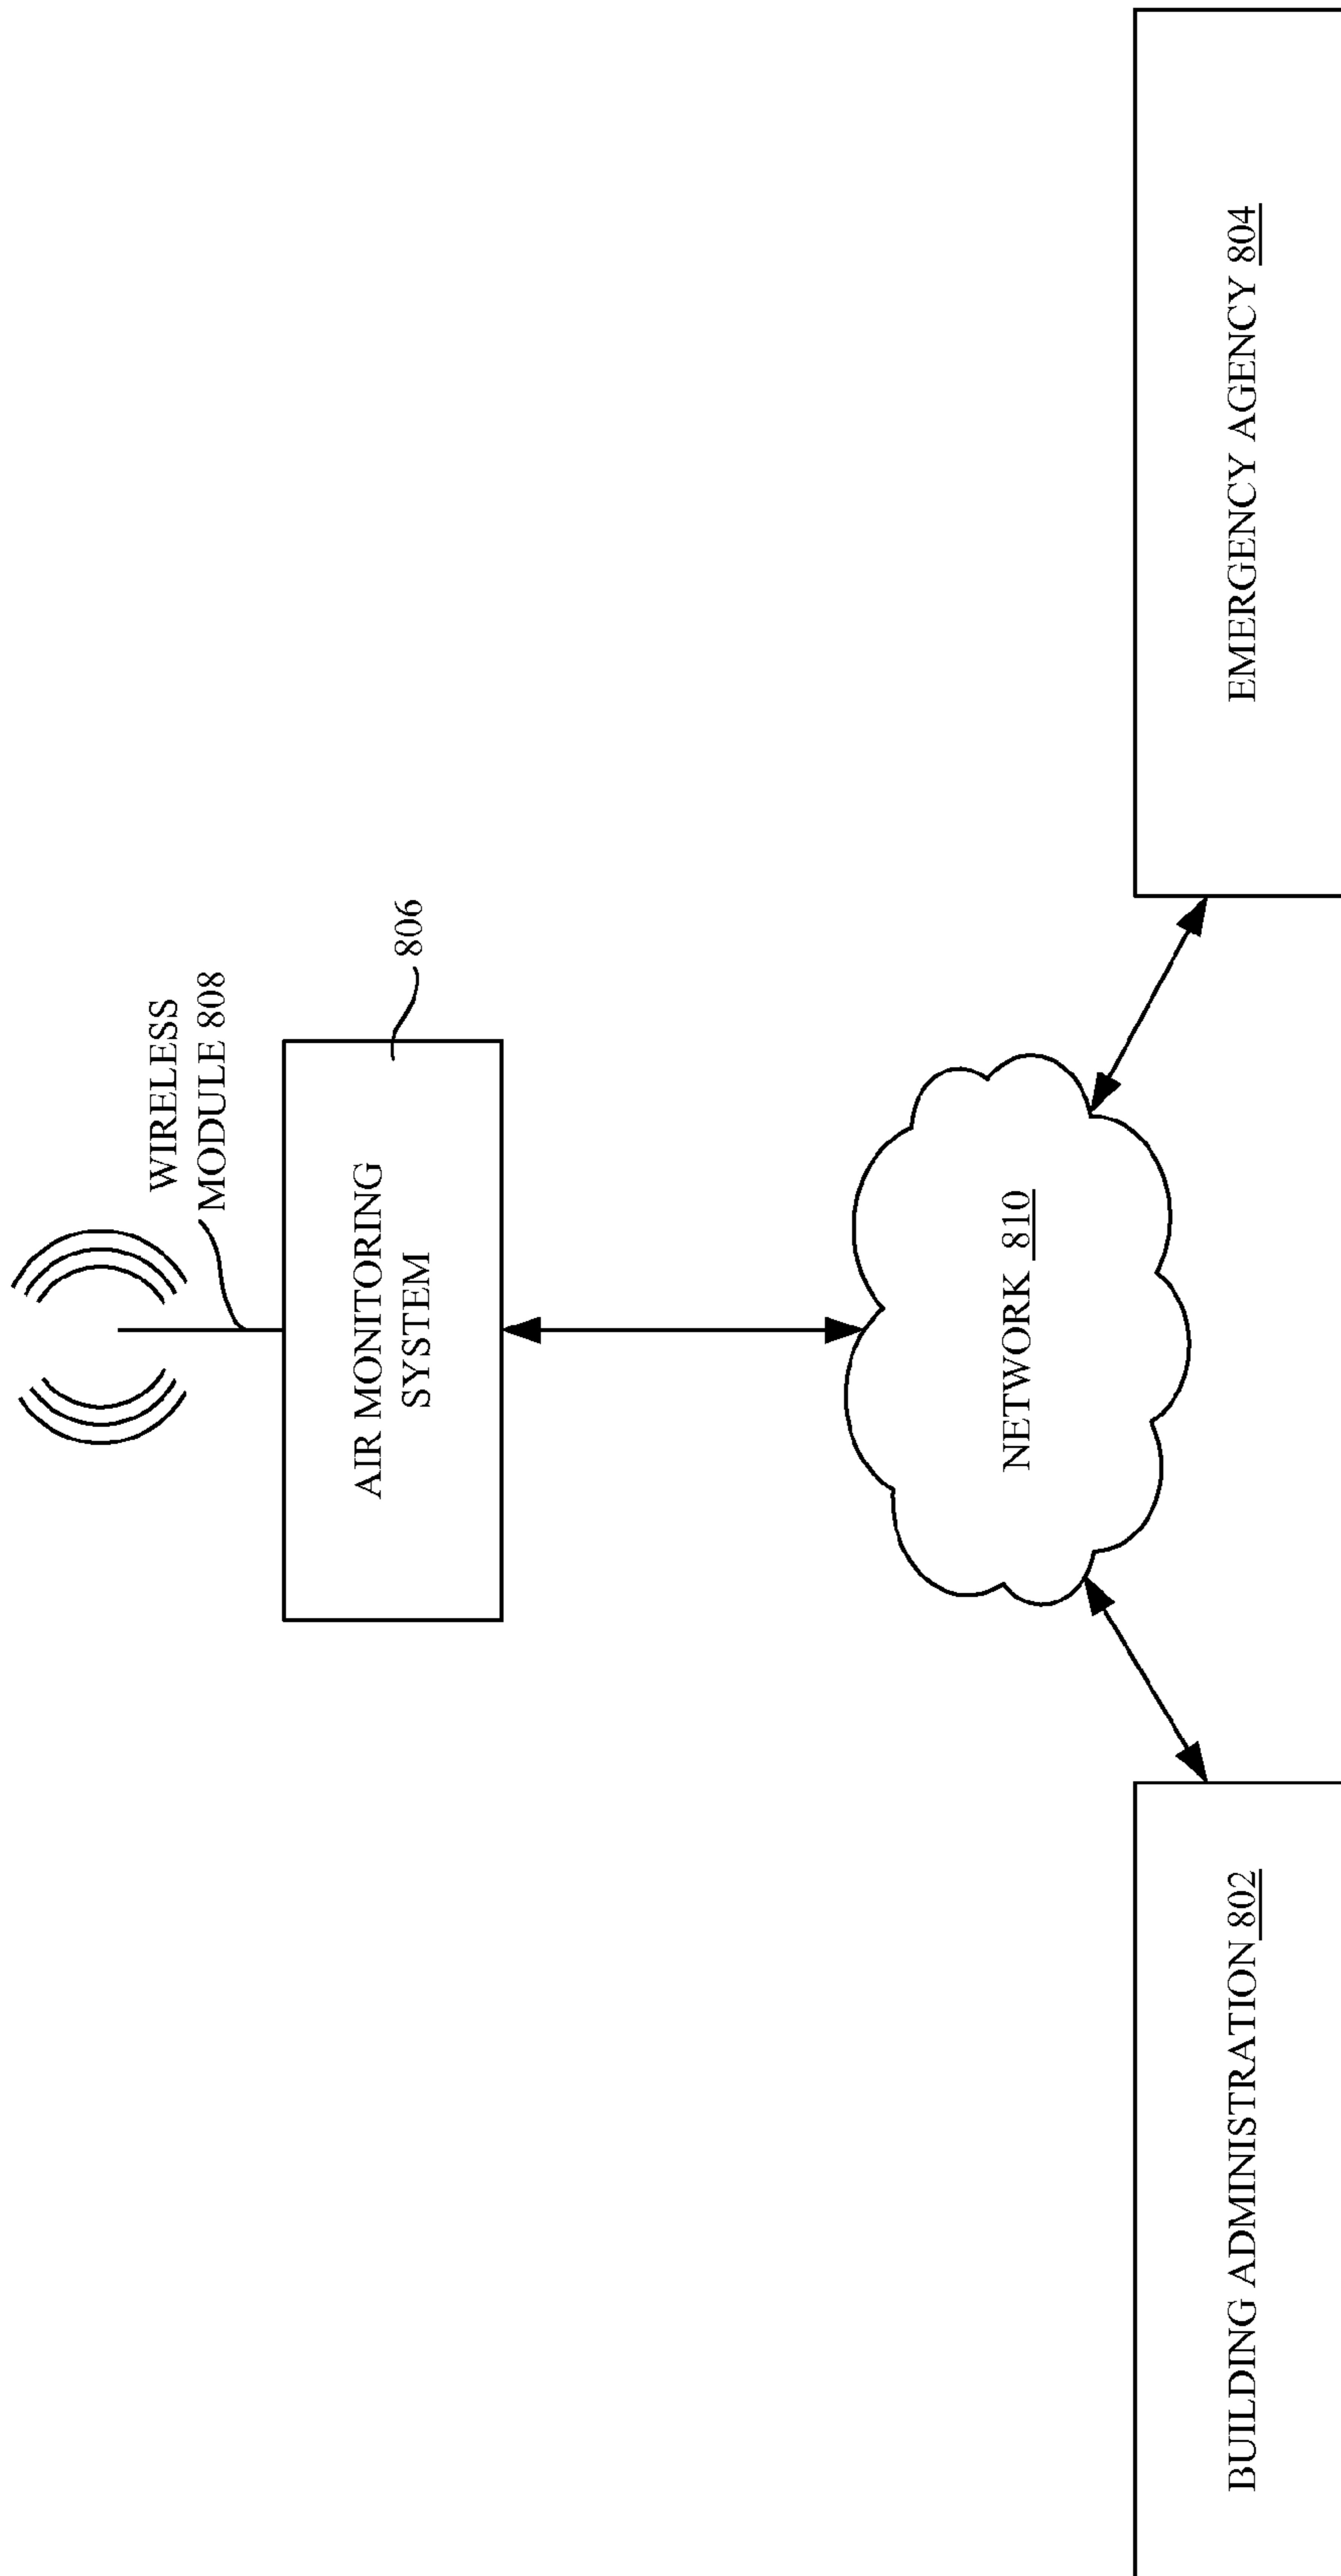 WIRELESS
MODULE 808
806
AIR MONITORING
SYSTEM
NETWORK 810
BUILDING ADMINISTRATION 802
EMERGENCY AGENCY 804